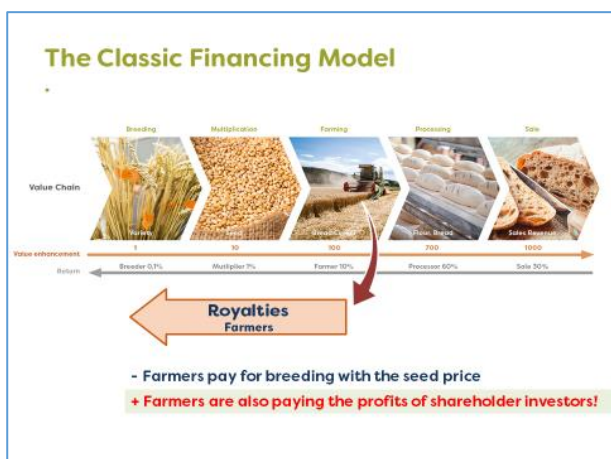 The Classic Financing Model
Breeding Multiplication Farming Processing Sale
Value Chain
Variety Seed Bread Cereal Flour, Bread Sales Revenue
Value enhancement 1 10 100 700 1000
Return Breeder 0,1% Mutliplier 1% Farmer 10% Processor 60% Sale 30%
Royalties
Farmers
- Farmers pay for breeding with the seed price
+ Farmers are also paying the profits of shareholder investors!